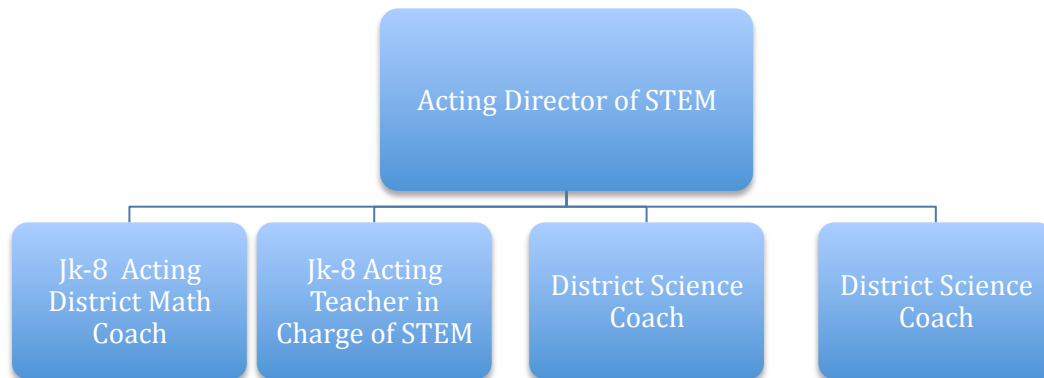 Acting Director of STEM
Jk-8  Acting
District Math
Coach
Jk-8 Acting
Teacher in
Charge of STEM
District Science
Coach
District Science
Coach